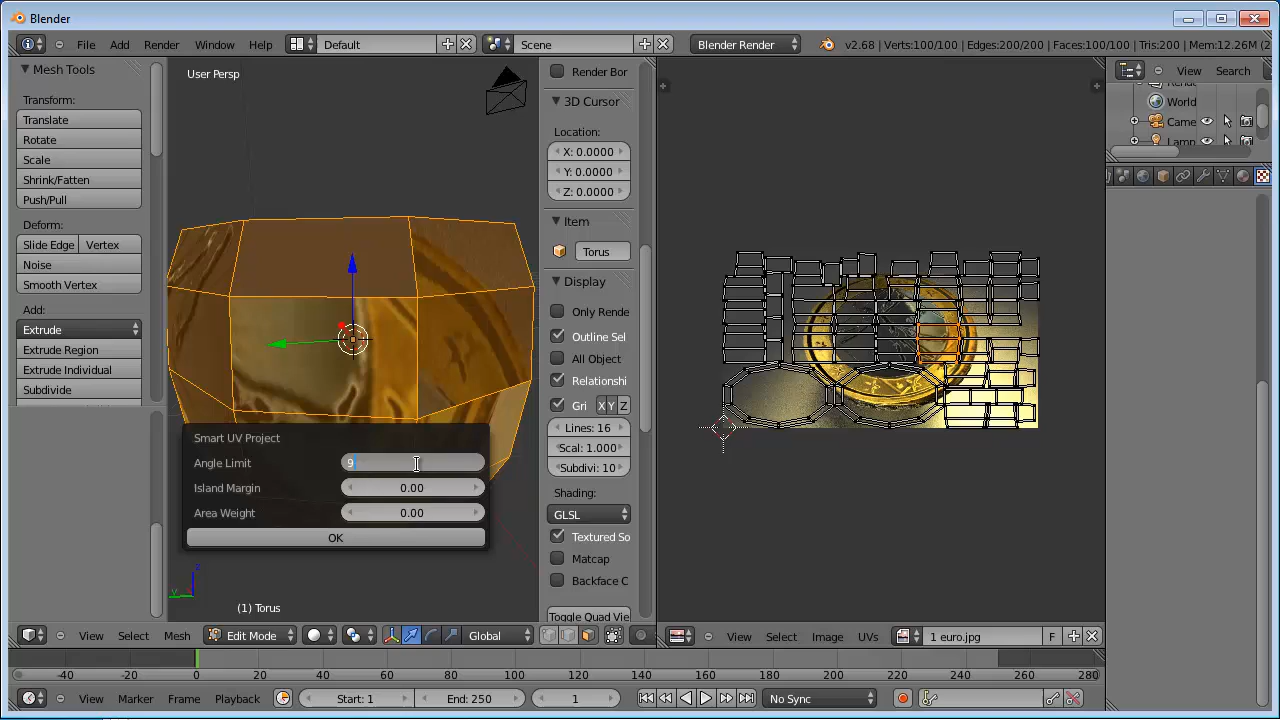 Blender
File Add Render Window Help Default Scene Blender Render v2.68 | Verts:100/100 | Edges:200/200 | Faces:100/100 | Tris:200 | Mem:12.26M (2
Mesh Tools
Transform:
Translate
Rotate
Scale
Shrink/Fatten
Push/Pull
Deform:
Slide Edge Vertex
Noise
Smooth Vertex
Add:
Extrude
Extrude Region
Extrude Individual
Subdivide
User Persp
Smart UV Project
Angle Limit 9
Island Margin 0.00
Area Weight 0.00
OK
z
y
(1) Torus
Render Bor
3D Cursor
Location:
X: 0.0000
Y: 0.0000
Z: 0.0000
Item
Torus
Display
Only Rende
Outline Sel
All Object
Relationshi
Gri X Y Z
Lines: 16
Scal: 1.000
Subdivi: 10
Shading:
GLSL
Textured So
Matcap
Backface C
Toggle Quad Vie
View Search
World
Came
Lamp
View Select Mesh Edit Mode Global
View Select Image UVs 1 euro.jpg F
-40 -20 0 20 40 60 80 100 120 140 160 180 200 220 240 260 280
View Marker Frame Playback Start: 1 End: 250 1 No Sync